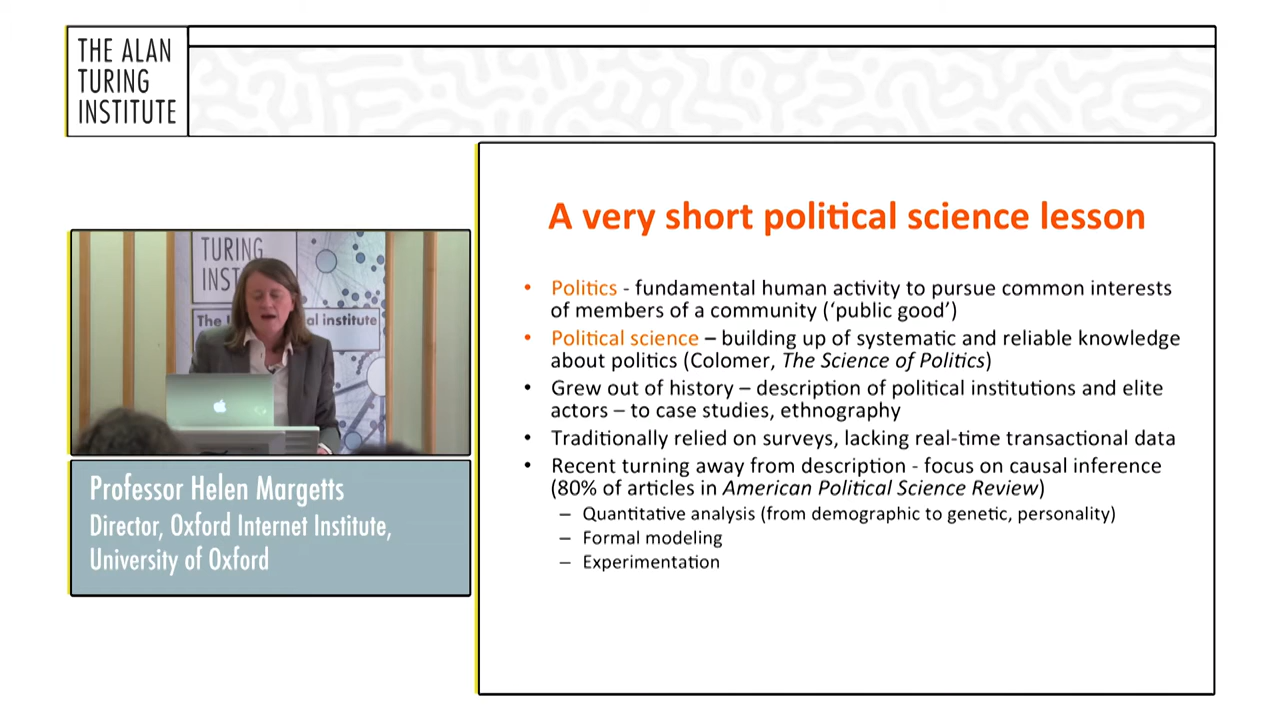 THE ALAN
TURING
INSTITUTE
TURING
The
al institute
Professor Helen Margetts
Director, Oxford Internet Institute,
University of Oxford
A very short political science lesson
• Politics - fundamental human activity to pursue common interests
of members of a community (‘public good’)
• Political science – building up of systematic and reliable knowledge
about politics (Colomer, The Science of Politics)
• Grew out of history – description of political institutions and elite
actors – to case studies, ethnography
• Traditionally relied on surveys, lacking real-time transactional data
• Recent turning away from description - focus on causal inference
(80% of articles in American Political Science Review)
– Quantitative analysis (from demographic to genetic, personality)
– Formal modeling
– Experimentation